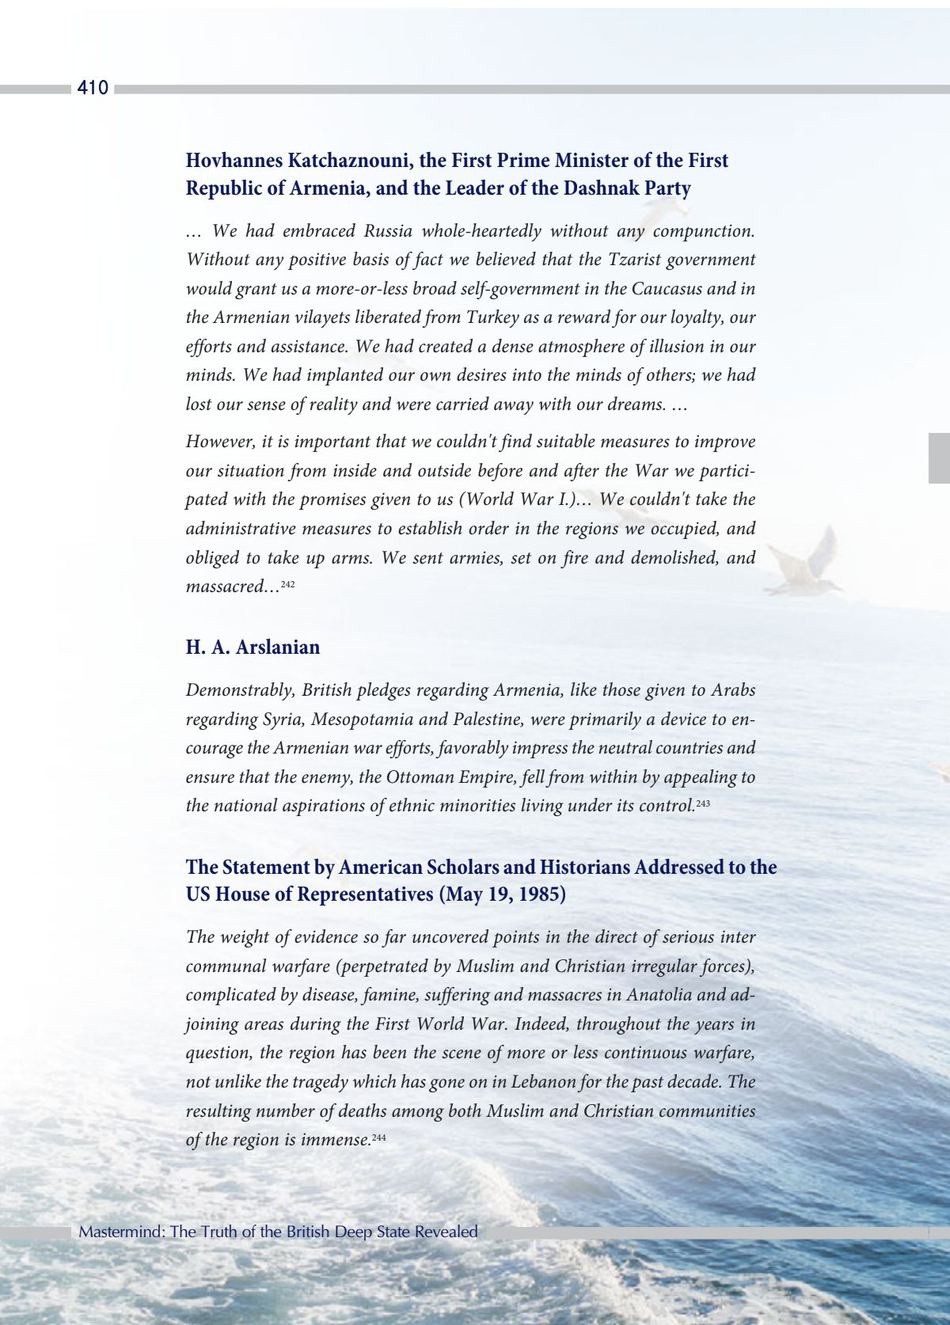 410
Hovhannes Katchaznouni, the First Prime Minister of the First
Republic of Armenia, and the Leader of the Dashnak Party
… We had embraced Russia whole-heartedly without any compunction.
Without any positive basis of fact we believed that the Tzarist government
would grant us a more-or-less broad self-government in the Caucasus and in
the Armenian vilayets liberated from Turkey as a reward for our loyalty, our
efforts and assistance. We had created a dense atmosphere of illusion in our
minds. We had implanted our own desires into the minds of others; we had
lost our sense of reality and were carried away with our dreams. …
However, it is important that we couldn't find suitable measures to improve
our situation from inside and outside before and after the War we partici-
pated with the promises given to us (World War I.)… We couldn't take the
administrative measures to establish order in the regions we occupied, and
obliged to take up arms. We sent armies, set on fire and demolished, and
massacred…242
H. A. Arslanian
Demonstrably, British pledges regarding Armenia, like those given to Arabs
regarding Syria, Mesopotamia and Palestine, were primarily a device to en-
courage the Armenian war efforts, favorably impress the neutral countries and
ensure that the enemy, the Ottoman Empire, fell from within by appealing to
the national aspirations of ethnic minorities living under its control.243
The Statement by American Scholars and Historians Addressed to the
US House of Representatives (May 19, 1985)
The weight of evidence so far uncovered points in the direct of serious inter
communal warfare (perpetrated by Muslim and Christian irregular forces),
complicated by disease, famine, suffering and massacres in Anatolia and ad-
joining areas during the First World War. Indeed, throughout the years in
question, the region has been the scene of more or less continuous warfare,
not unlike the tragedy which has gone on in Lebanon for the past decade. The
resulting number of deaths among both Muslim and Christian communities
of the region is immense.244
Mastermind: The Truth of the British Deep State Revealed